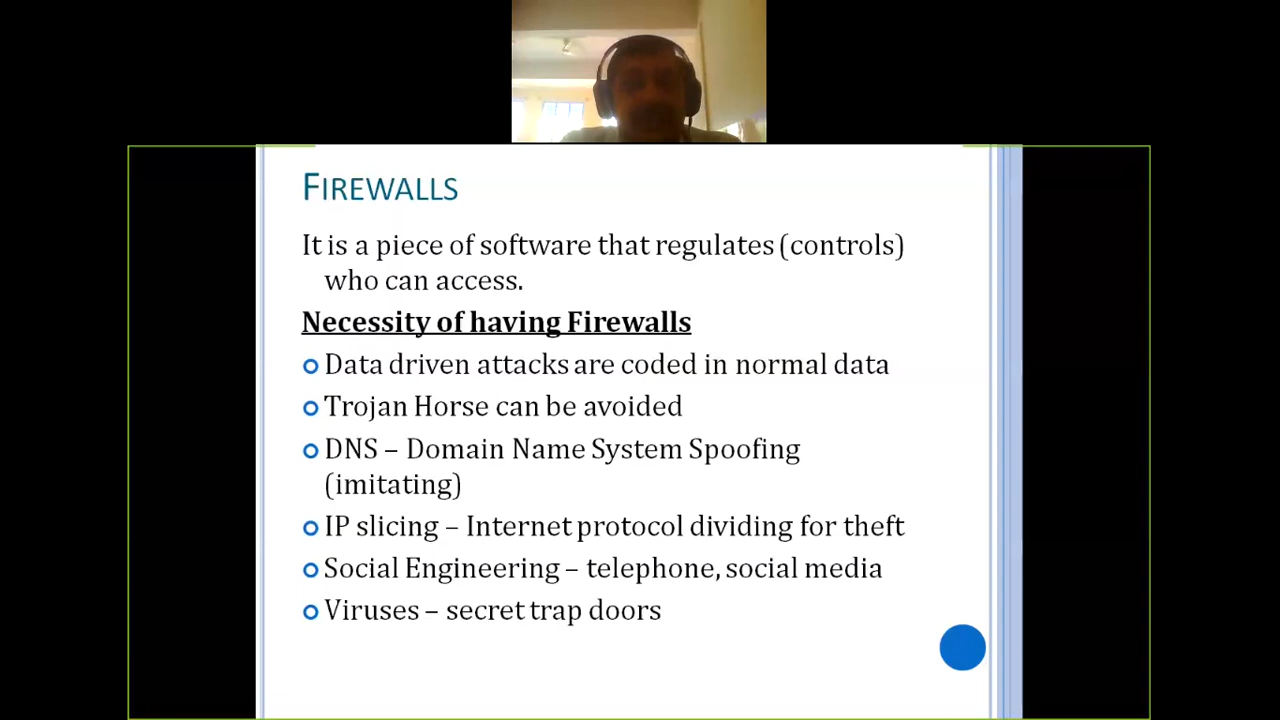 FIREWALLS
It is a piece of software that regulates (controls)
who can access.
Necessity of having Firewalls
Data driven attacks are coded in normal data
Trojan Horse can be avoided
DNS – Domain Name System Spoofing
(imitating)
IP slicing – Internet protocol dividing for theft
Social Engineering – telephone, social media
Viruses – secret trap doors